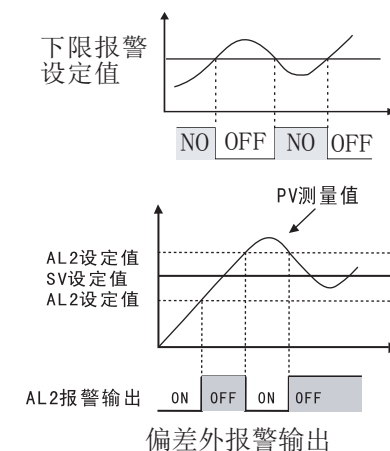 下限报警
设定值
NO OFF NO OFF
PV测量值
AL2设定值
SV设定值
AL2设定值
AL2报警输出 ON OFF ON OFF
偏差外报警输出